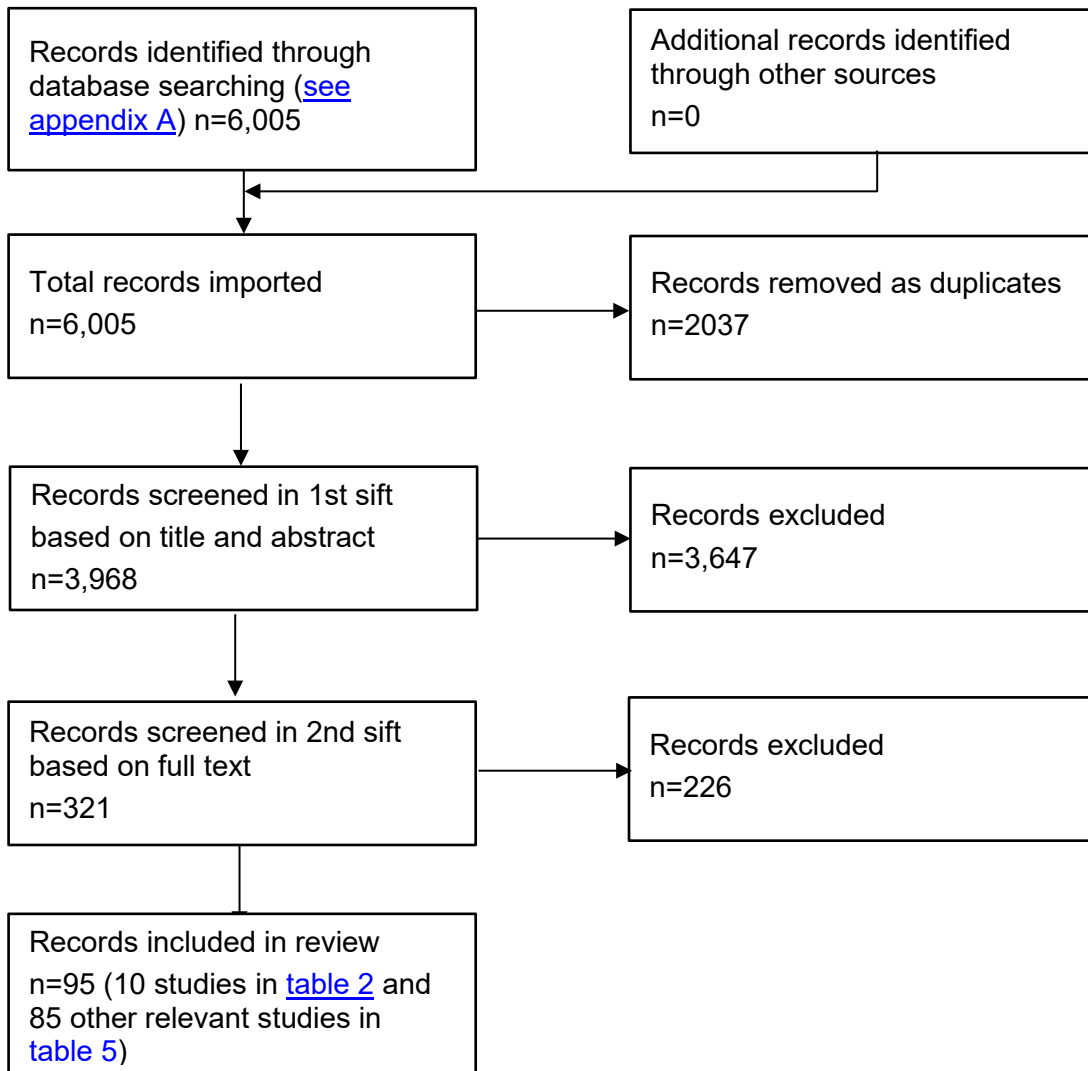 Records identified through
database searching (see
appendix A) n=6,005
Additional records identified
through other sources
n=0
Total records imported
n=6,005
Records removed as duplicates
n=2037
Records screened in 1st sift
based on title and abstract
n=3,968
Records excluded
n=3,647
Records screened in 2nd sift
based on full text
n=321
Records excluded
n=226
Records included in review
n=95 (10 studies in table 2 and
85 other relevant studies in
table 5)